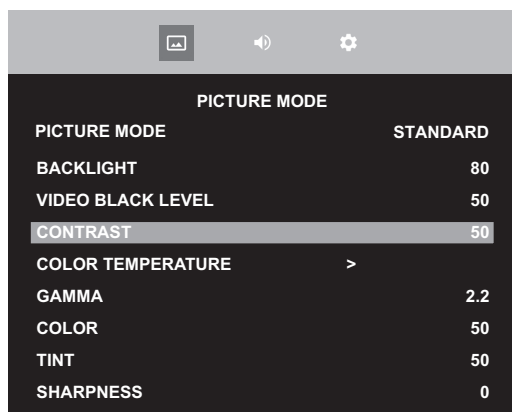 PICTURE MODE
PICTURE MODE STANDARD
BACKLIGHT 80
VIDEO BLACK LEVEL 50
CONTRAST 50
COLOR TEMPERATURE >
GAMMA 2.2
COLOR 50
TINT 50
SHARPNESS 0